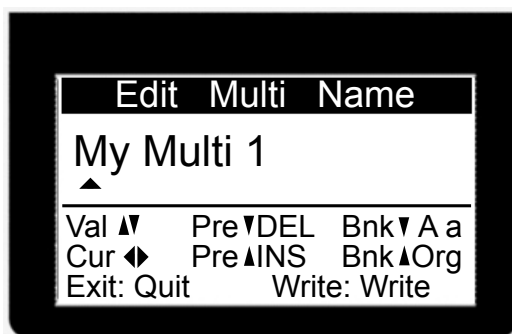 Edit Multi Name
My Multi 1
Val ▲▼ Pre▼DEL Bnk▼ A a
Cur ◀▶ Pre▲INS Bnk▲Org
Exit: Quit Write: Write